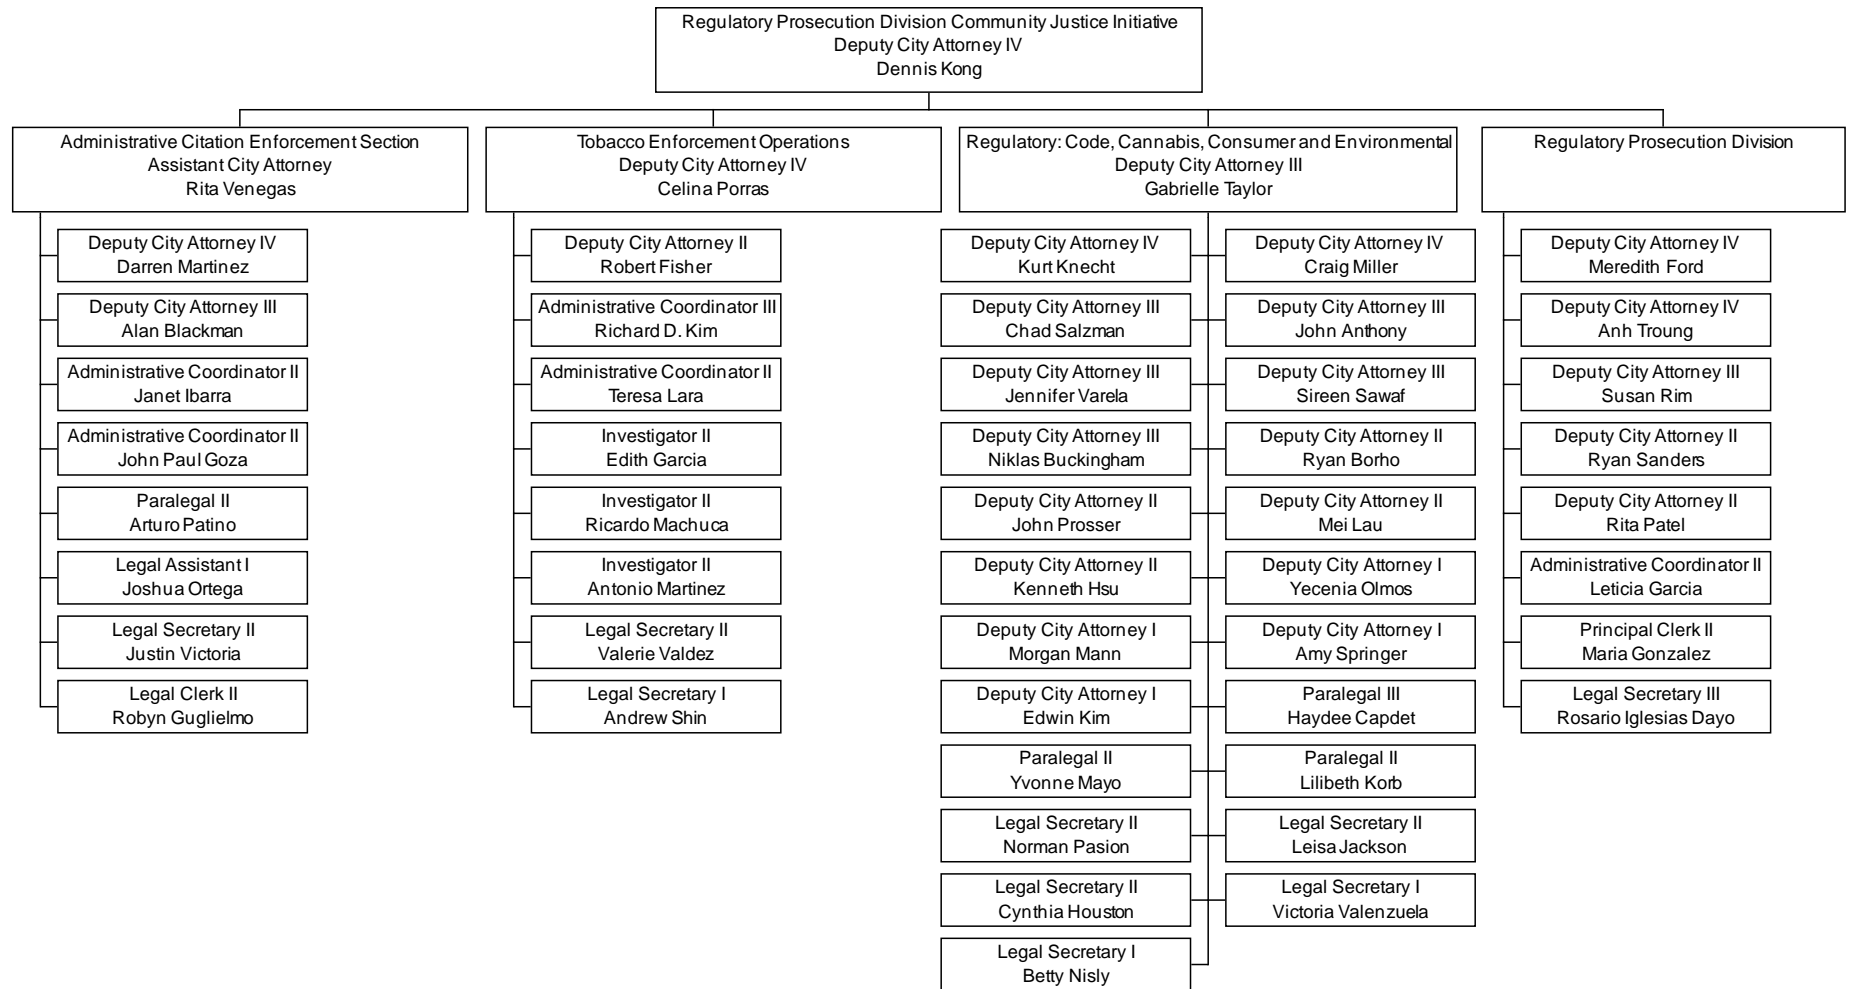 Regulatory Prosecution Division Community Justice Initiative
Deputy City Attorney IV
Dennis Kong
Administrative Citation Enforcement Section
Assistant City Attorney
Rita Venegas
Deputy City Attorney IV
Darren Martinez
Deputy City Attorney III
Alan Blackman
Administrative Coordinator II
Janet Ibarra
Administrative Coordinator II
John Paul Goza
Paralegal II
Arturo Patino
Legal Assistant I
Joshua Ortega
Legal Secretary II
Justin Victoria
Legal Clerk II
Robyn Guglielmo
Tobacco Enforcement Operations
Deputy City Attorney IV
Celina Porras
Deputy City Attorney II
Robert Fisher
Administrative Coordinator III
Richard D. Kim
Administrative Coordinator II
Teresa Lara
Investigator II
Edith Garcia
Investigator II
Ricardo Machuca
Investigator II
Antonio Martinez
Legal Secretary II
Valerie Valdez
Legal Secretary I
Andrew Shin
Regulatory: Code, Cannabis, Consumer and Environmental
Deputy City Attorney III
Gabrielle Taylor
Deputy City Attorney IV
Kurt Knecht
Deputy City Attorney IV
Craig Miller
Deputy City Attorney III
Chad Salzman
Deputy City Attorney III
John Anthony
Deputy City Attorney III
Jennifer Varela
Deputy City Attorney III
Sireen Sawaf
Deputy City Attorney III
Niklas Buckingham
Deputy City Attorney II
Ryan Borho
Deputy City Attorney II
John Prosser
Deputy City Attorney II
Mei Lau
Deputy City Attorney II
Kenneth Hsu
Deputy City Attorney I
Yecenia Olmos
Deputy City Attorney I
Morgan Mann
Deputy City Attorney I
Amy Springer
Deputy City Attorney I
Edwin Kim
Paralegal III
Haydee Capdet
Paralegal II
Yvonne Mayo
Paralegal II
Lilibeth Korb
Legal Secretary II
Norman Pasion
Legal Secretary II
Leisa Jackson
Legal Secretary II
Cynthia Houston
Legal Secretary I
Victoria Valenzuela
Legal Secretary I
Betty Nisly
Regulatory Prosecution Division
Deputy City Attorney IV
Meredith Ford
Deputy City Attorney IV
Anh Troung
Deputy City Attorney III
Susan Rim
Deputy City Attorney II
Ryan Sanders
Deputy City Attorney II
Rita Patel
Administrative Coordinator II
Leticia Garcia
Principal Clerk II
Maria Gonzalez
Legal Secretary III
Rosario Iglesias Dayo